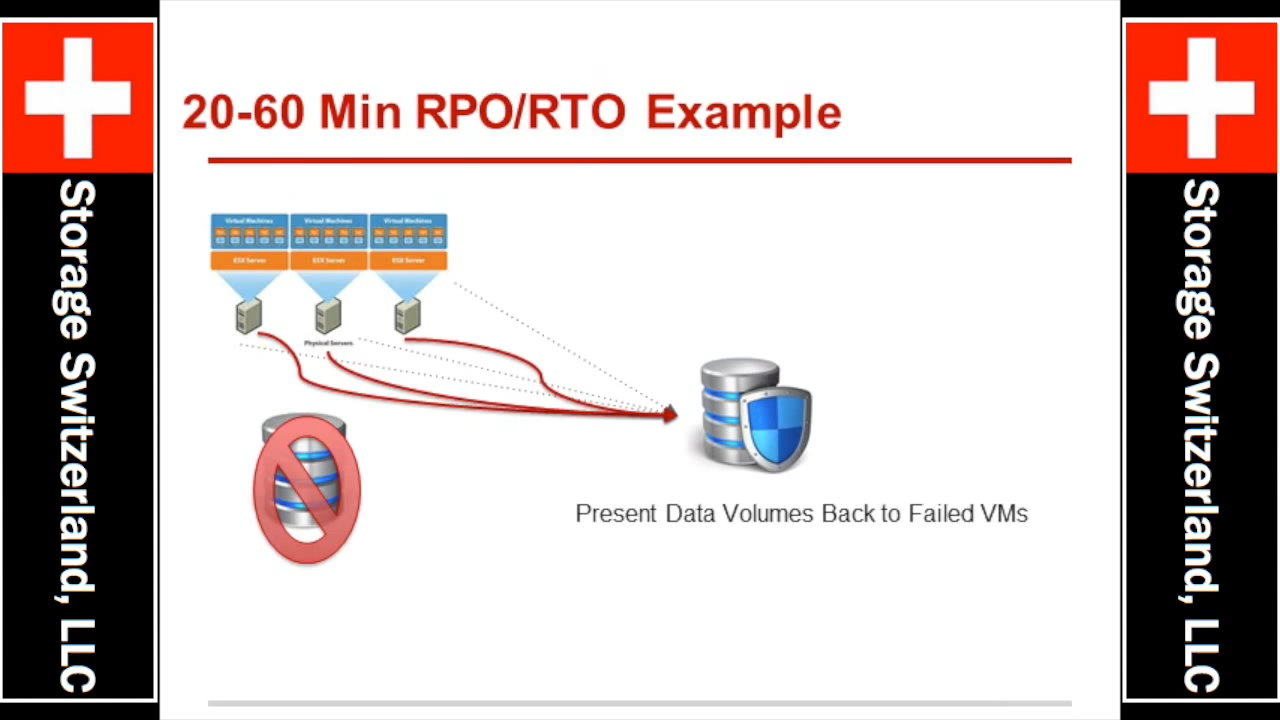 Storage Switzerland, LLC
20-60 Min RPO/RTO Example
Virtual Machines Virtual Machines Virtual Machines
ESX Server ESX Server ESX Server
Physical Servers
Present Data Volumes Back to Failed VMs
Storage Switzerland, LLC